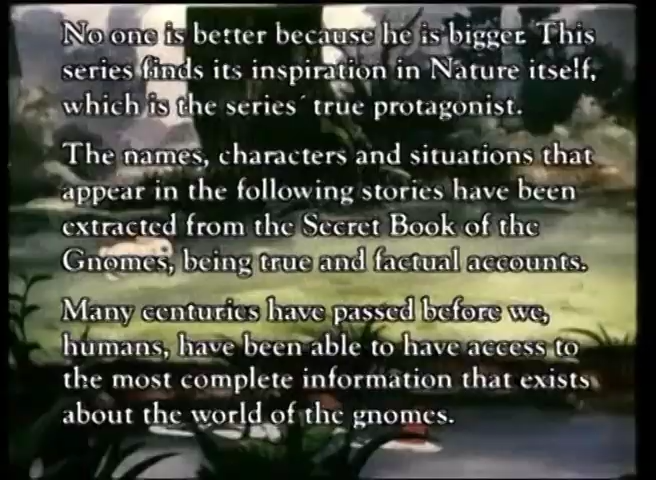 No one is better because he is bigger. This
series finds its inspiration in Nature itself,
which is the series´ true protagonist.
The names, characters and situations that
appear in the following stories have been
extracted from the Secret Book of the
Gnomes, being true and factual accounts.
Many centuries have passed before we,
humans, have been able to have access to
the most complete information that exists
about the world of the gnomes.